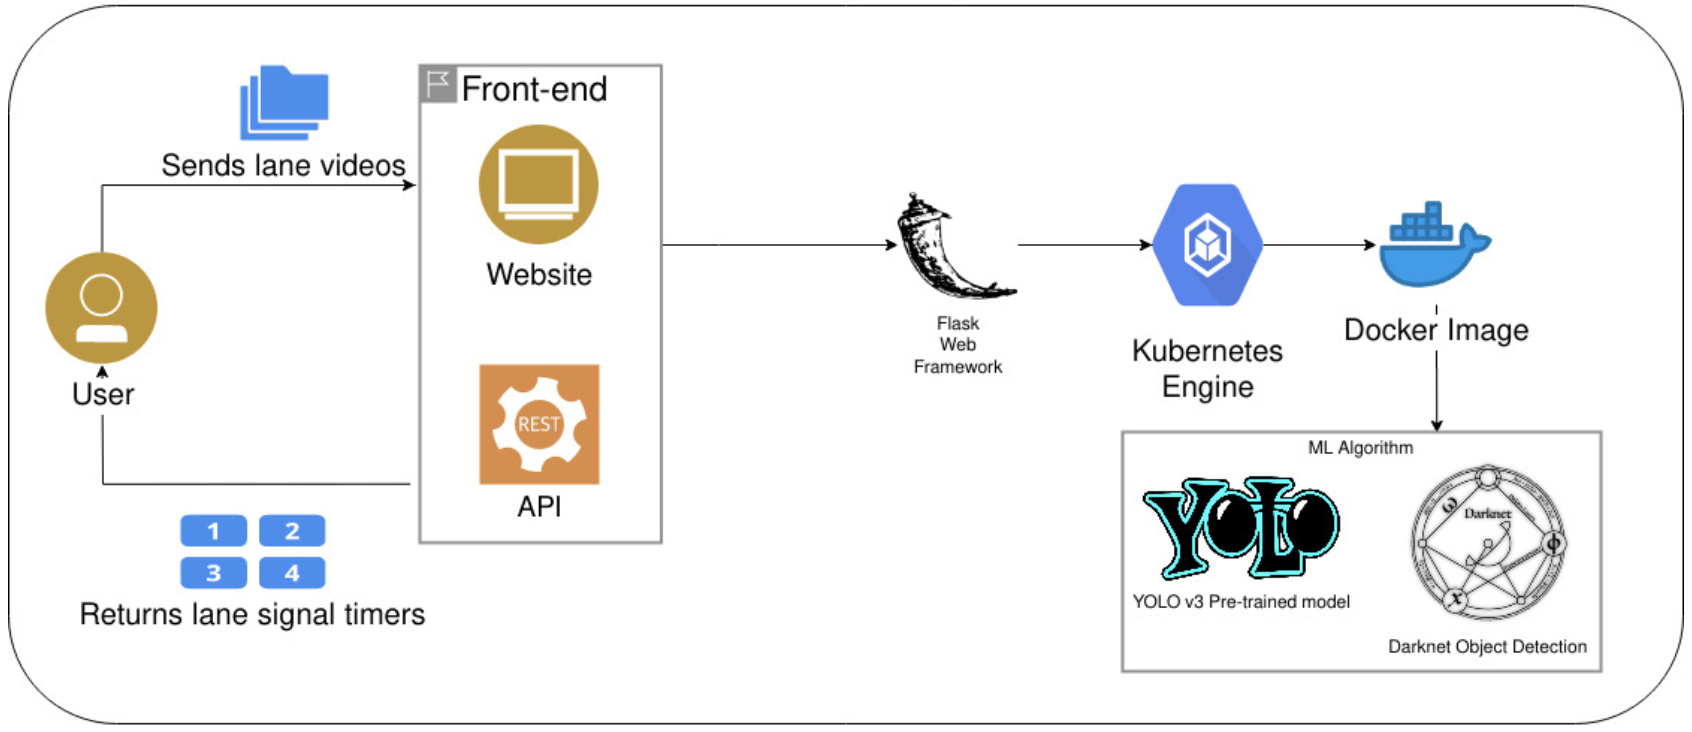 Sends lane videos
Front-end
Website
User
REST
API
1 2
3 4
Returns lane signal timers
Flask
Web
Framework
Kubernetes
Engine
Docker Image
ML Algorithm
YOLO
YOLO v3 Pre-trained model
Darknet
Darknet Object Detection